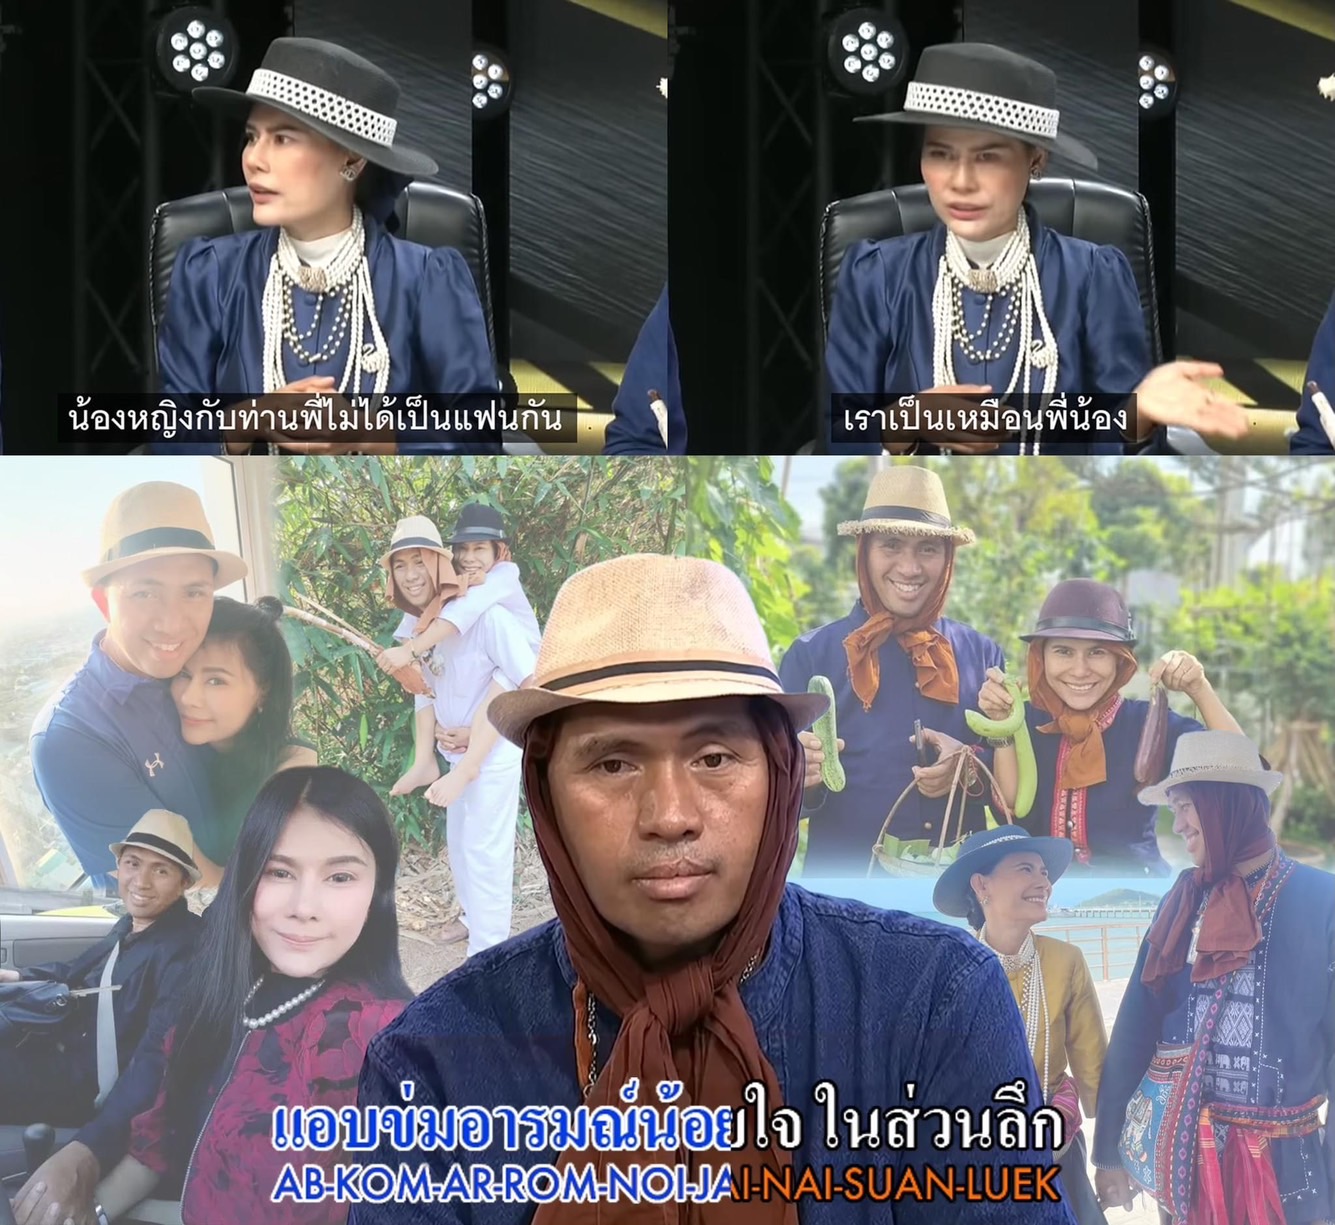 น้องหญิงกับท่านพี่ไม่ได้เป็นแฟนกัน
เราเป็นเหมือนพี่น้อง
แอบข่มอารมณ์น้อยใจ ในส่วนลึก
AB-KOM-AR-ROM-NOI-JAI-NAI-SUAN-LUEK